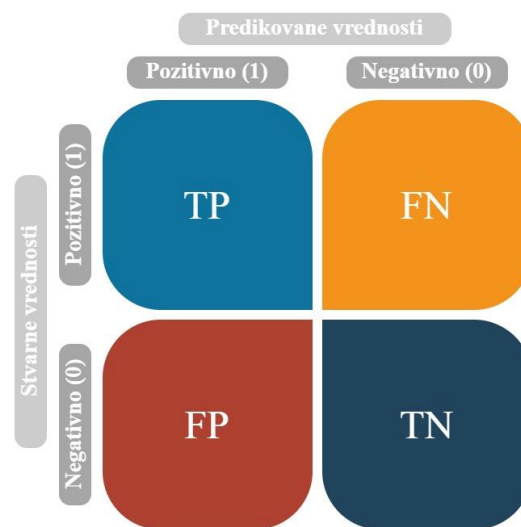 Predikovane vrednosti
Pozitivno (1)
Negativno (0)
Stvarne vrednosti
Pozitivno (1)
TP
FN
Negativno (0)
FP
TN